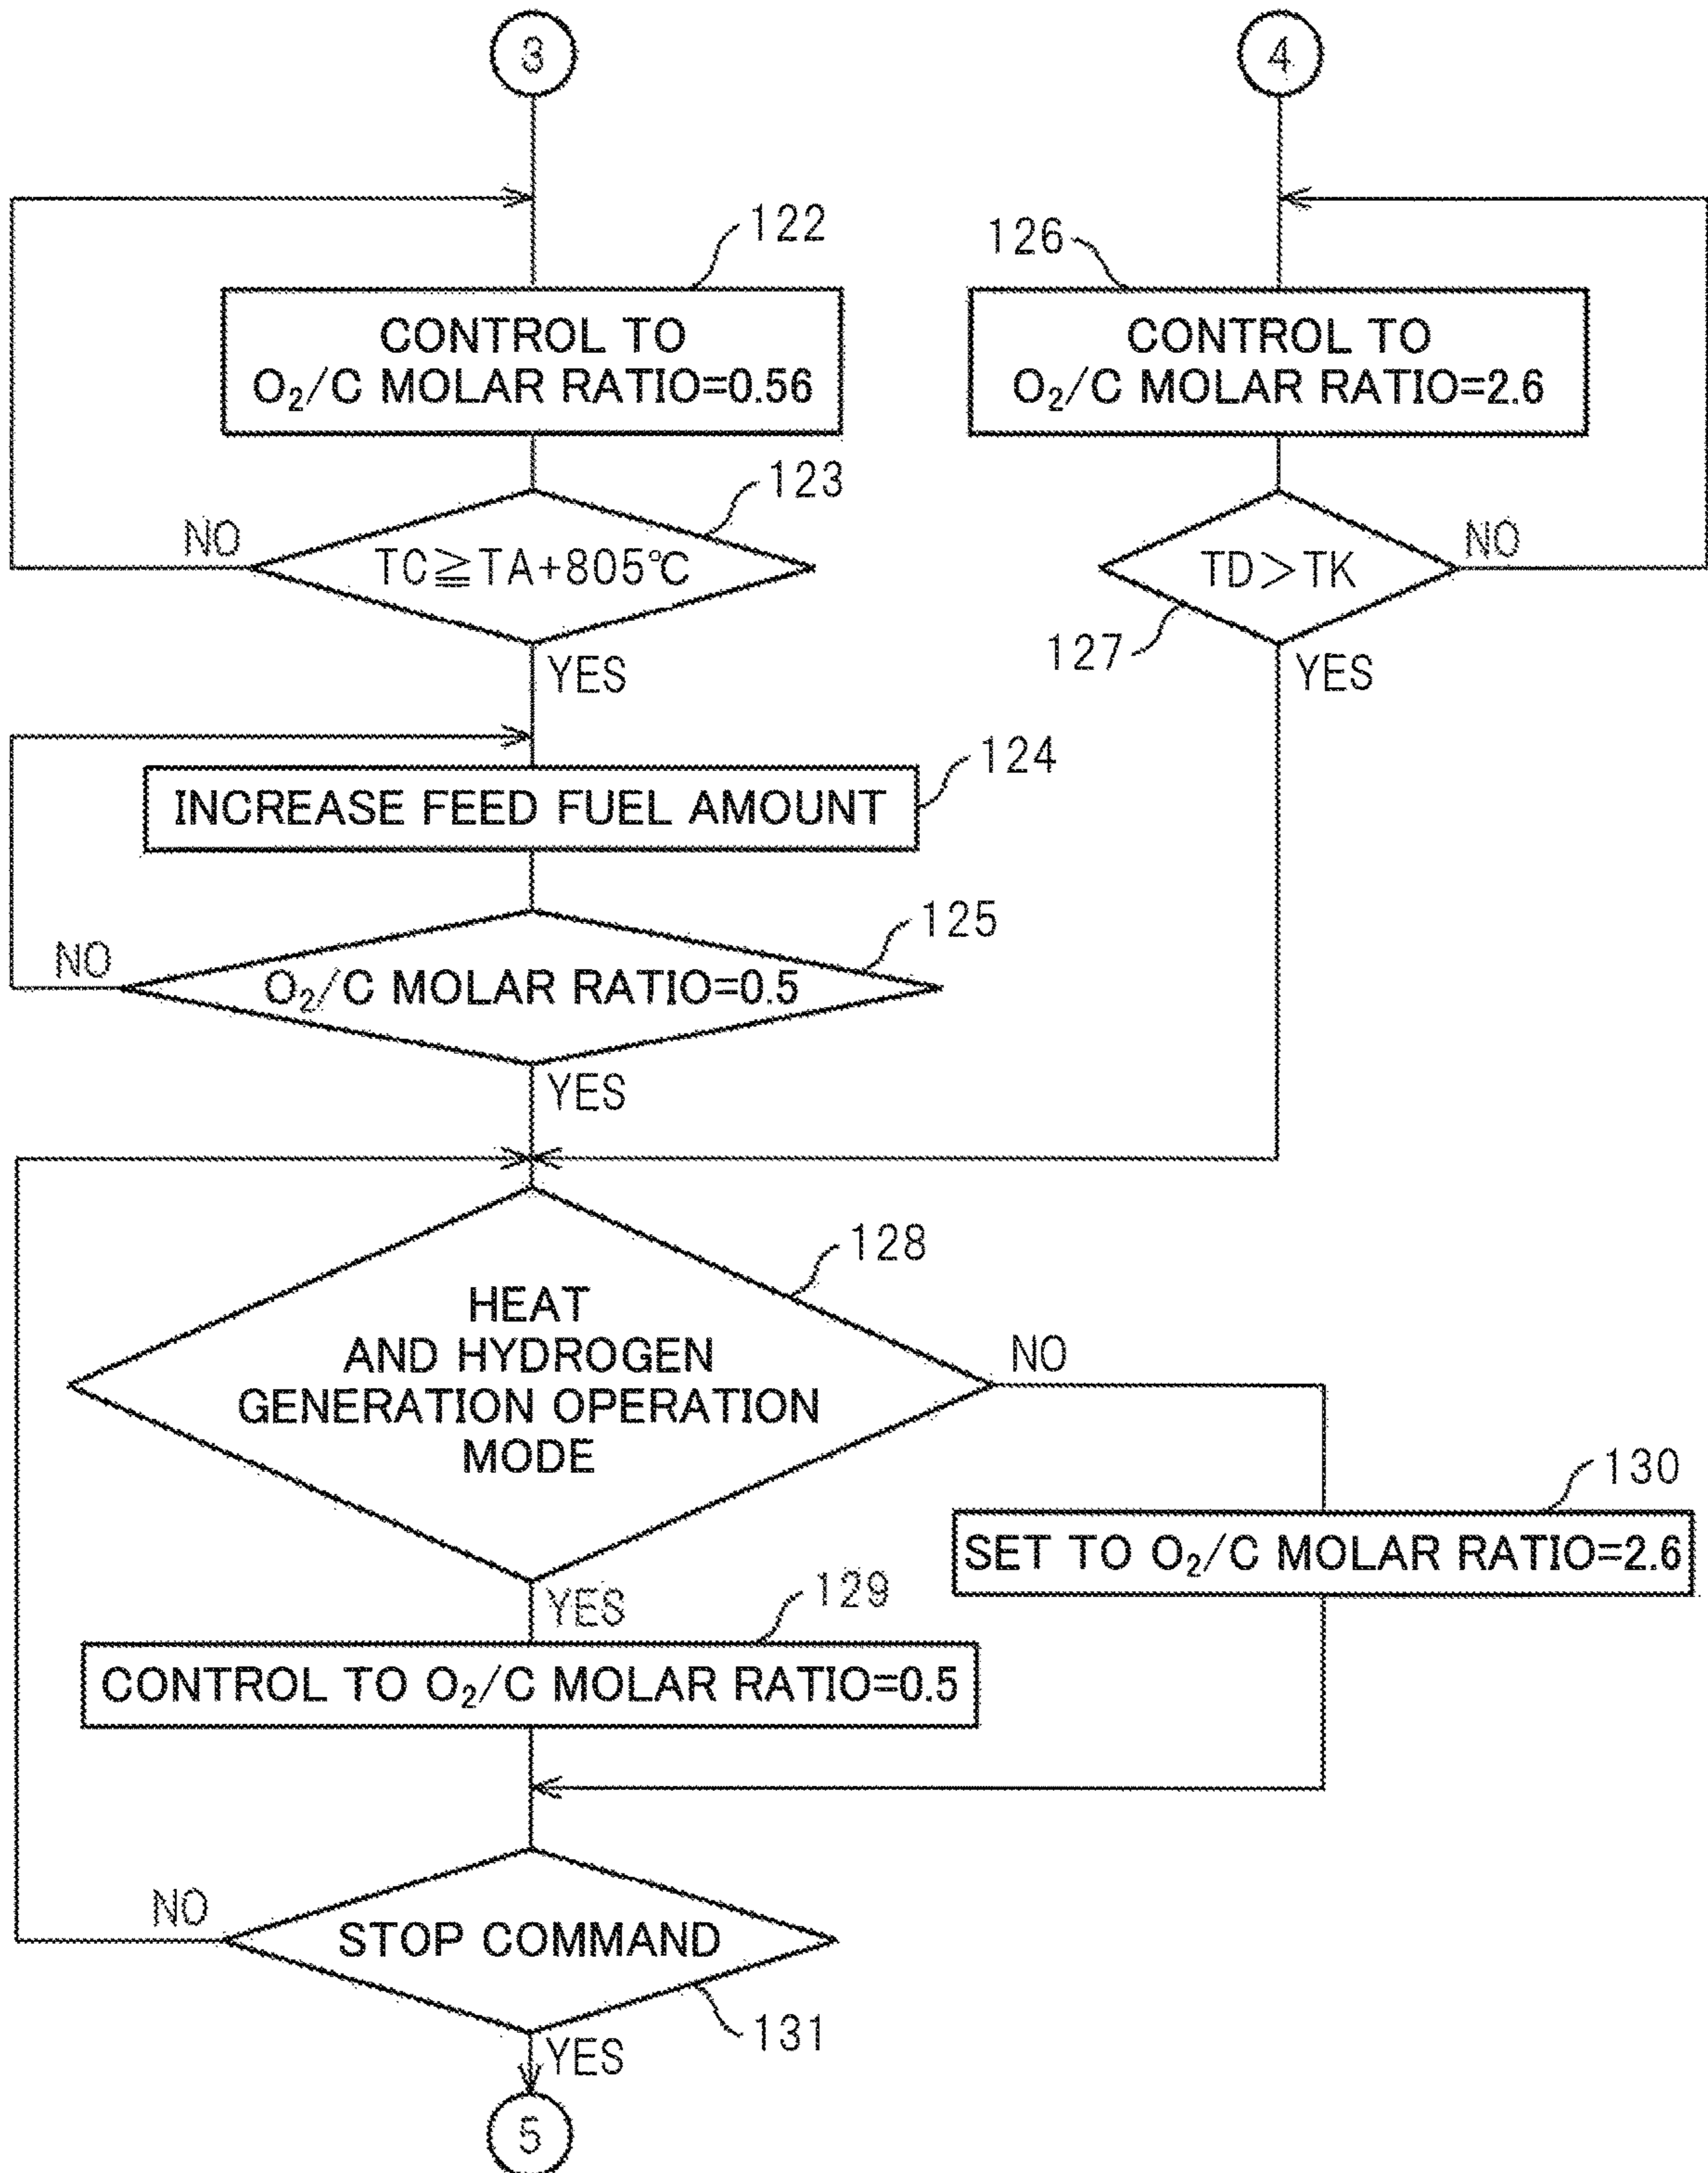 3
4
122
126
CONTROL TO
O₂/C MOLAR RATIO=0.56
CONTROL TO
O₂/C MOLAR RATIO=2.6
123
NO
TC≧TA+805℃
TD>TK
NO
127
YES
YES
124
INCREASE FEED FUEL AMOUNT
125
NO
O₂/C MOLAR RATIO=0.5
YES
128
HEAT
AND HYDROGEN
GENERATION OPERATION
MODE
NO
130
SET TO O₂/C MOLAR RATIO=2.6
YES
129
CONTROL TO O₂/C MOLAR RATIO=0.5
NO
STOP COMMAND
131
YES
5